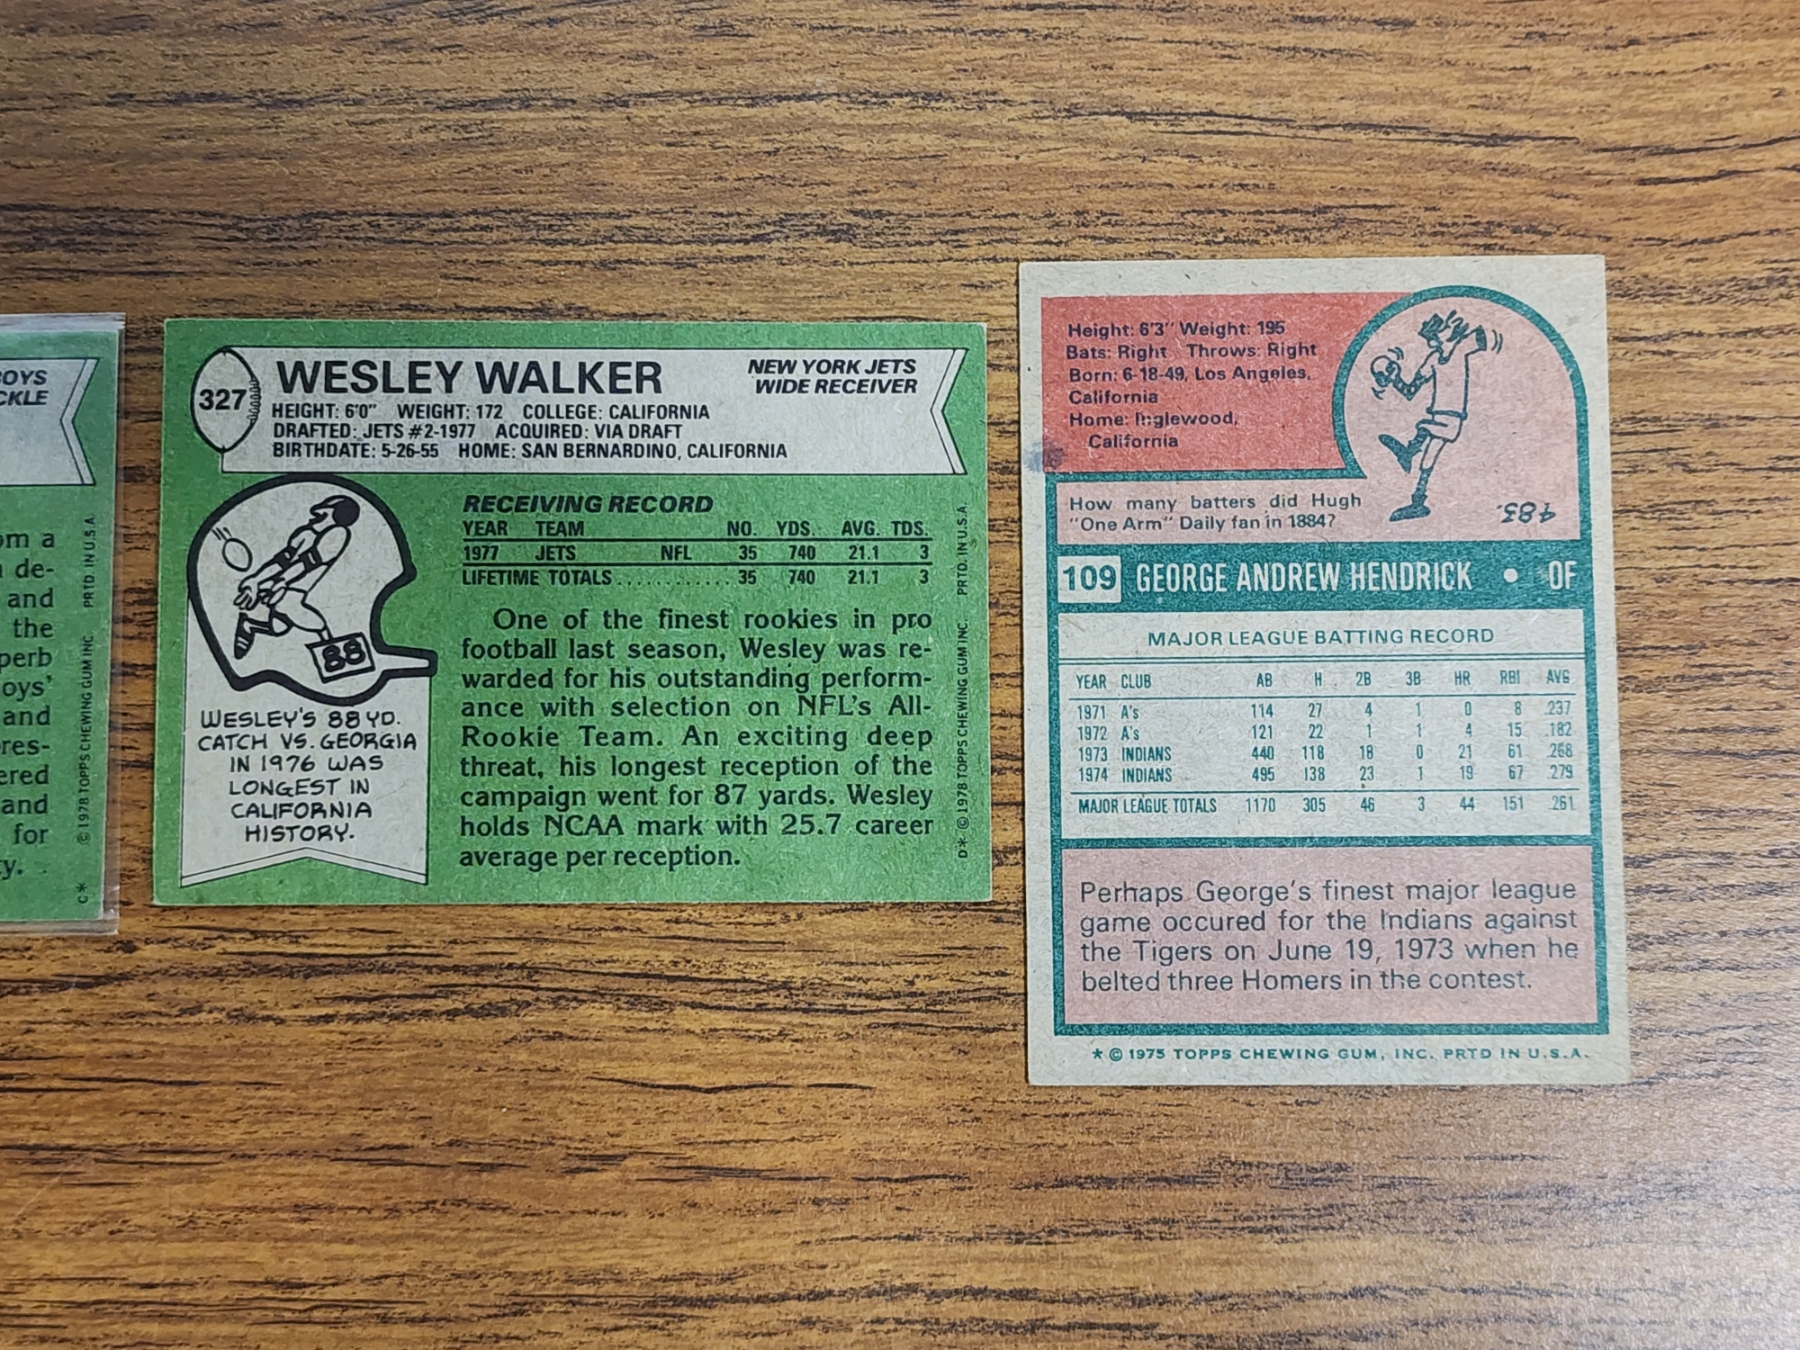 OYS
CKLE
om a
de-
and
the
perb
oys'
and
res-
ered
and
for
y.
C* © 1978 TOPPS CHEWING GUM INC. PRTD. IN U.S.A.
327
WESLEY WALKER
NEW YORK JETS
WIDE RECEIVER
HEIGHT: 6'0" WEIGHT: 172 COLLEGE: CALIFORNIA
DRAFTED: JETS #2-1977 ACQUIRED: VIA DRAFT
BIRTHDATE: 5-26-55 HOME: SAN BERNARDINO, CALIFORNIA
88
WESLEY'S 88 YD.
CATCH VS. GEORGIA
IN 1976 WAS
LONGEST IN
CALIFORNIA
HISTORY.
RECEIVING RECORD
YEAR TEAM NO. YDS. AVG. TDS.
1977 JETS NFL 35 740 21.1 3
LIFETIME TOTALS............ 35 740 21.1 3
One of the finest rookies in pro
football last season, Wesley was re-
warded for his outstanding perform-
ance with selection on NFL's All-
Rookie Team. An exciting deep
threat, his longest reception of the
campaign went for 87 yards. Wesley
holds NCAA mark with 25.7 career
average per reception.
D* © 1978 TOPPS CHEWING GUM INC. PRTD. IN U.S.A.
Height: 6'3" Weight: 195
Bats: Right Throws: Right
Born: 6-18-49, Los Angeles,
California
Home: Inglewood,
California
How many batters did Hugh
"One Arm" Daily fan in 1884?
483.
109 GEORGE ANDREW HENDRICK • OF
MAJOR LEAGUE BATTING RECORD
YEAR CLUB AB H 2B 3B HR RBI AVG
1971 A's 114 27 4 1 0 8 .237
1972 A's 121 22 1 1 4 15 .182
1973 INDIANS 440 118 18 0 21 61 .268
1974 INDIANS 495 138 23 1 19 67 .279
MAJOR LEAGUE TOTALS 1170 305 46 3 44 151 .261
Perhaps George's finest major league
game occured for the Indians against
the Tigers on June 19, 1973 when he
belted three Homers in the contest.
* © 1975 TOPPS CHEWING GUM, INC. PRTD IN U.S.A.